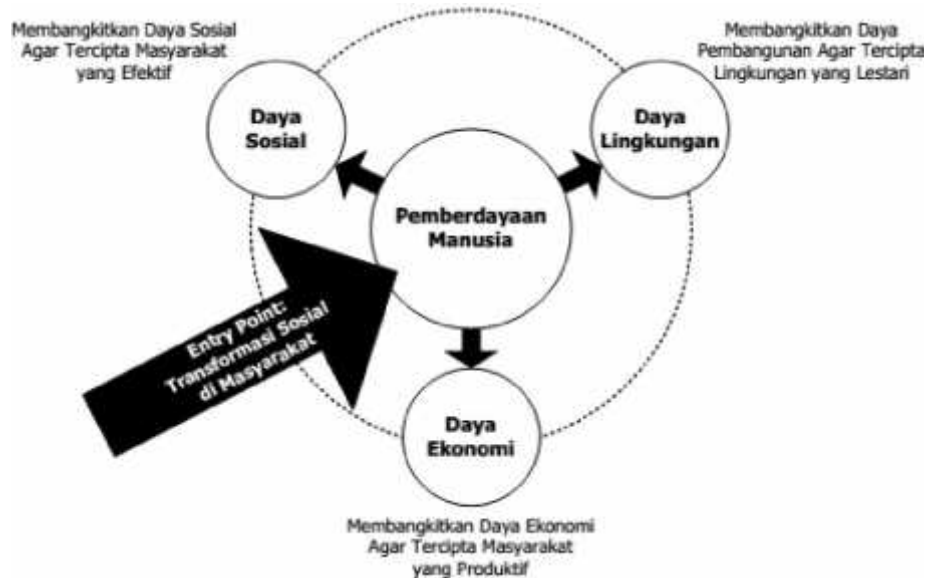 Membangkitkan Daya Sosial
Agar Tercipta Masyarakat
yang Efektif
Membangkitkan Daya
Pembangunan Agar Tercipta
Lingkungan yang Lestari
Daya
Sosial
Daya
Lingkungan
Pemberdayaan
Manusia
Entry Point:
Transformasi Sosial
di Masyarakat
Daya
Ekonomi
Membangkitkan Daya Ekonomi
Agar Tercipta Masyarakat
yang Produktif